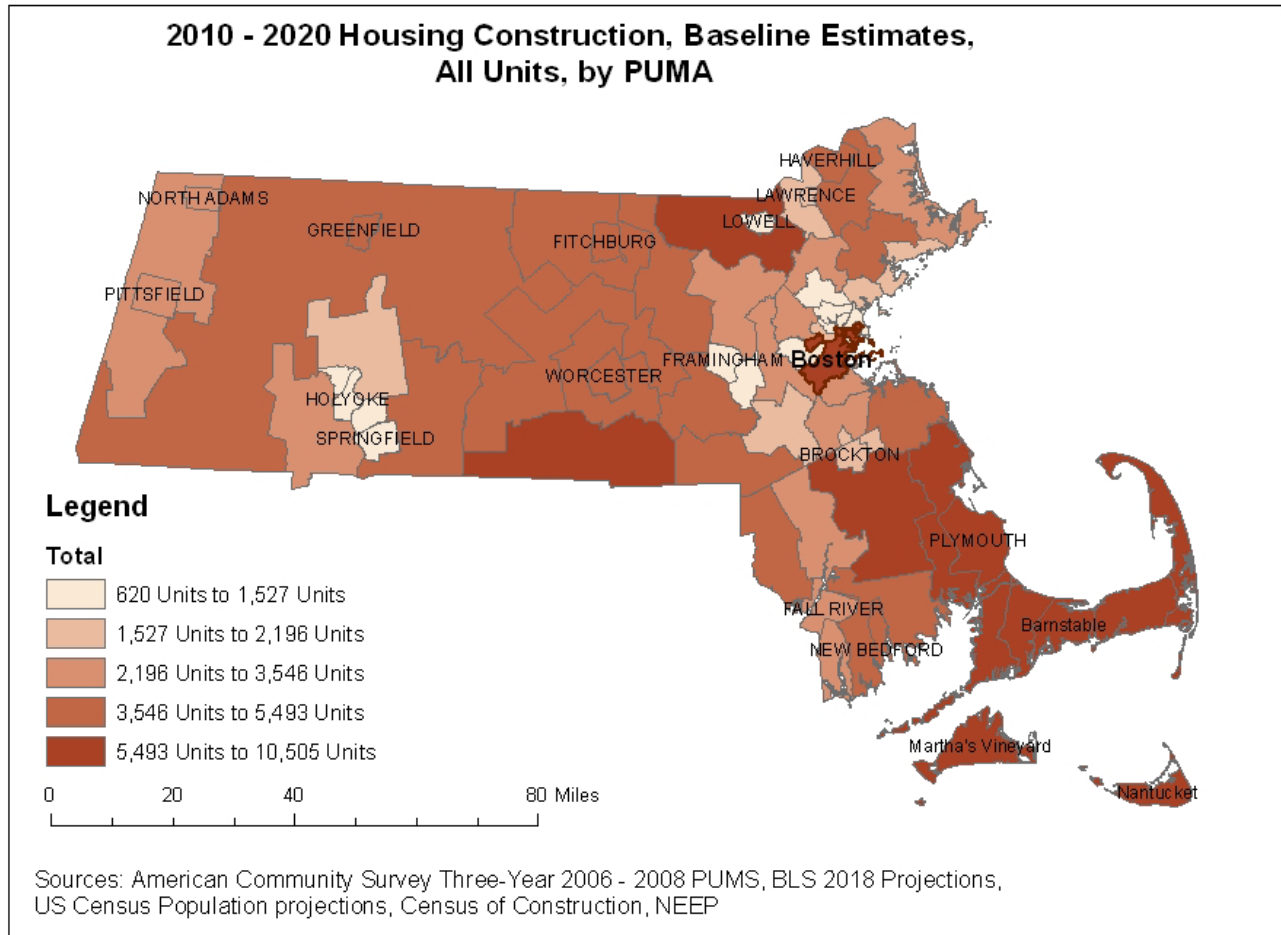 2010 - 2020 Housing Construction, Baseline Estimates,
All Units, by PUMA
HAVERHILL
NORTH ADAMS
LAWRENCE
LOWELL
GREENFIELD
FITCHBURG
PITTSFIELD
FRAMINGHAM
Boston
WORCESTER
HOLYOKE
SPRINGFIELD
BROCKTON
PLYMOUTH
FALL RIVER
Barnstable
NEW BEDFORD
Martha's Vineyard
Nantucket
Legend
Total
620 Units to 1,527 Units
1,527 Units to 2,196 Units
2,196 Units to 3,546 Units
3,546 Units to 5,493 Units
5,493 Units to 10,505 Units
0 20 40 80 Miles
Sources: American Community Survey Three-Year 2006 - 2008 PUMS, BLS 2018 Projections,
US Census Population projections, Census of Construction, NEEP